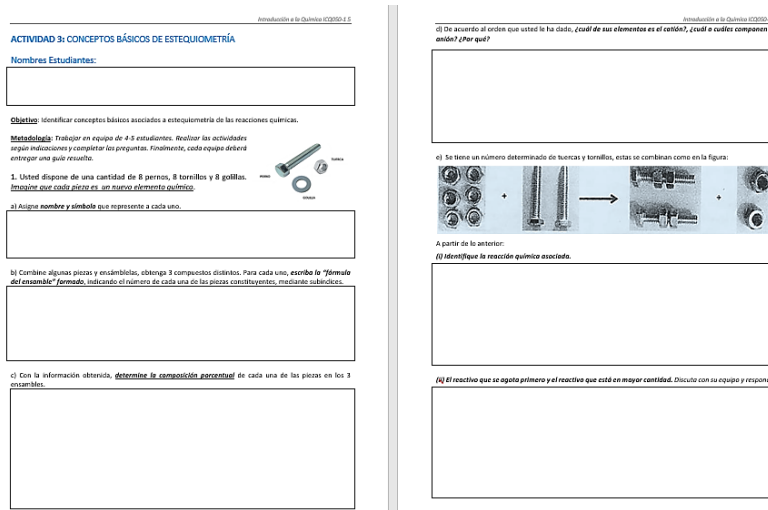 Introducción a la Química ICQ050-1 S
ACTIVIDAD 3: CONCEPTOS BÁSICOS DE ESTEQUIOMETRÍA
Nombres Estudiantes:
Objetivo: Identificar conceptos básicos asociados a estequiometría de las reacciones químicas.
Metodología: Trabajar en equipo de 4-5 estudiantes. Realizar las actividades
según indicaciones y completar las preguntas. Finalmente, cada equipo deberá
entregar una guía resuelta.
1. Usted dispone de una cantidad de 8 pernos, 8 tornillos y 8 golillas.
Imagine que cada pieza es un nuevo elemento químico.
a) Asigne nombre y símbolo que represente a cada uno.
b) Combine algunas piezas y ensámblelas, obtenga 3 compuestos distintos. Para cada uno, escriba la "fórmula
del ensamble" formado, indicando el número de cada una de las piezas constituyentes, mediante subíndices.
c) Con la información obtenida, determine la composición porcentual de cada una de las piezas en los 3
ensambles.
Introducción a la Química ICQ050-
d) De acuerdo al orden que usted le ha dado, ¿cuál de sus elementos es el catión?, ¿cuál o cuáles componen
anión? ¿Por qué?
e) Se tiene un número determinado de tuercas y tornillos, estas se combinan como en la figura:
+
+
A partir de lo anterior:
(i) Identifique la reacción química asociada.
(ii) El reactivo que se agota primero y el reactivo que está en mayor cantidad. Discuta con su equipo y respon